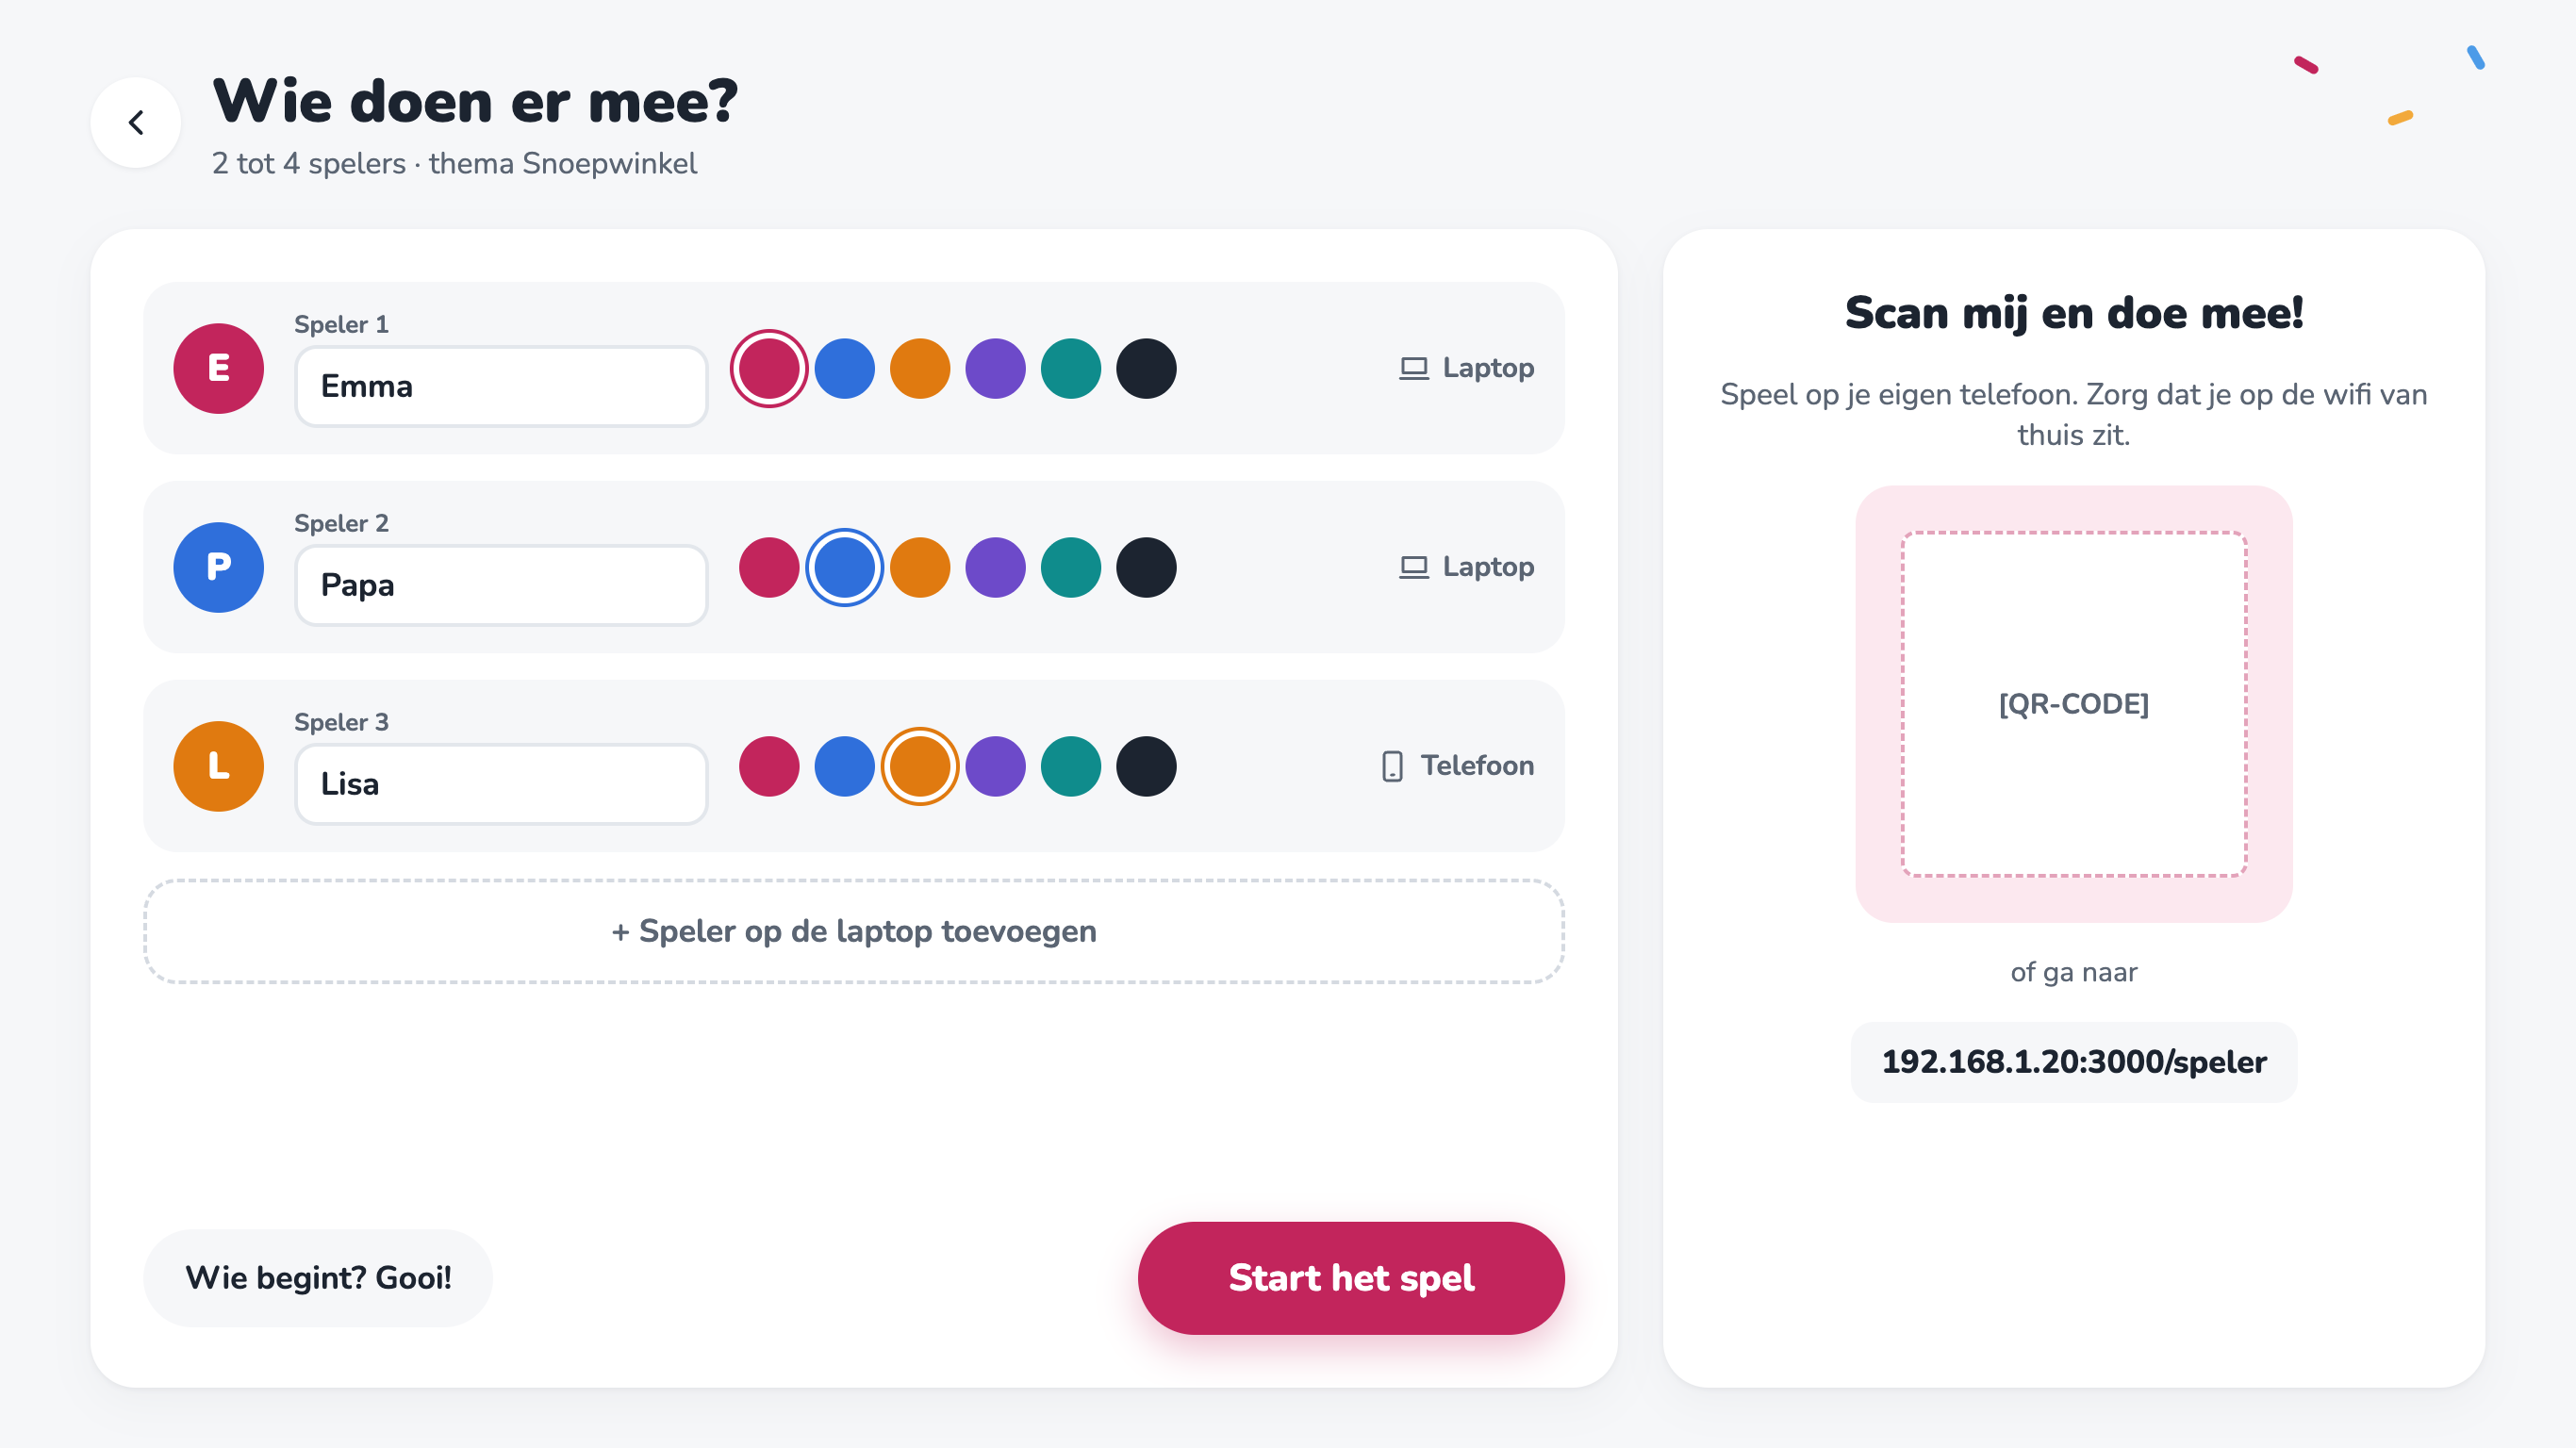 Wie doen er mee?
2 tot 4 spelers · thema Snoepwinkel
E
Speler 1
Emma
Laptop
P
Speler 2
Papa
Laptop
L
Speler 3
Lisa
Telefoon
+ Speler op de laptop toevoegen
Wie begint? Gooi!
Start het spel
Scan mij en doe mee!
Speel op je eigen telefoon. Zorg dat je op de wifi van
thuis zit.
[QR-CODE]
of ga naar
192.168.1.20:3000/speler